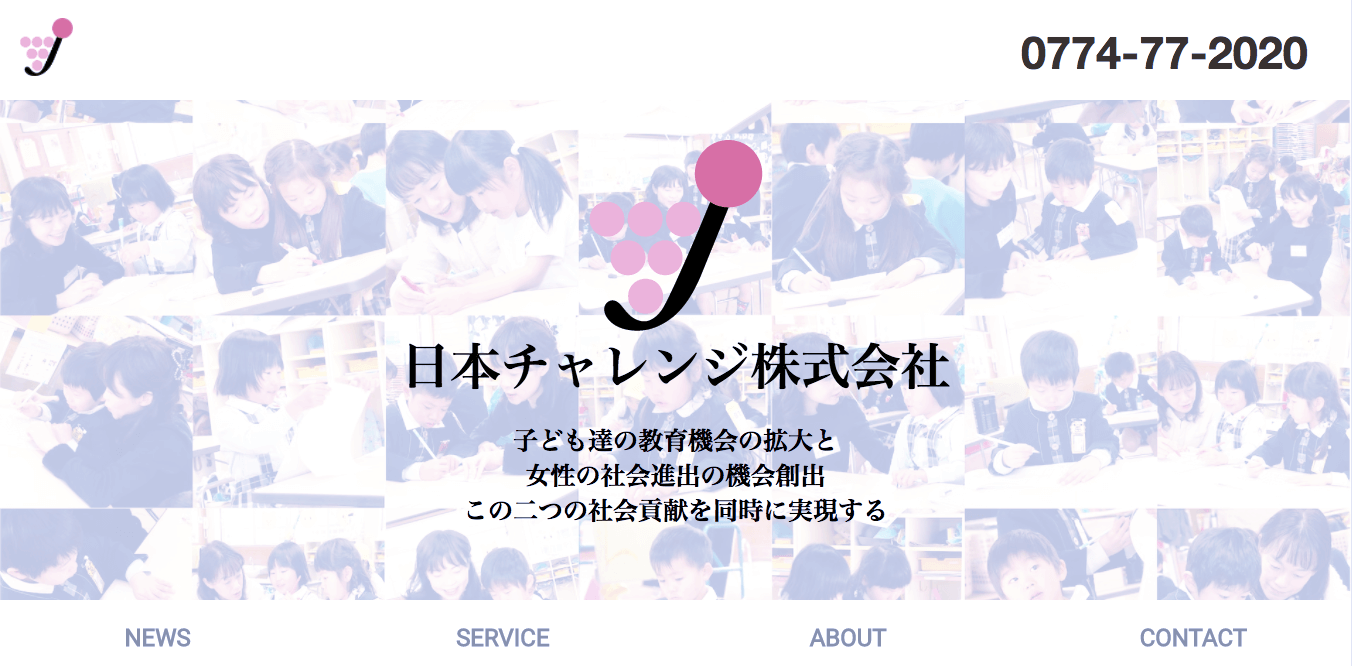 0774-77-2020
日本チャレンジ株式会社
子ども達の教育機会の拡大と
女性の社会進出の機会創出
この二つの社会貢献を同時に実現する
NEWS SERVICE ABOUT CONTACT